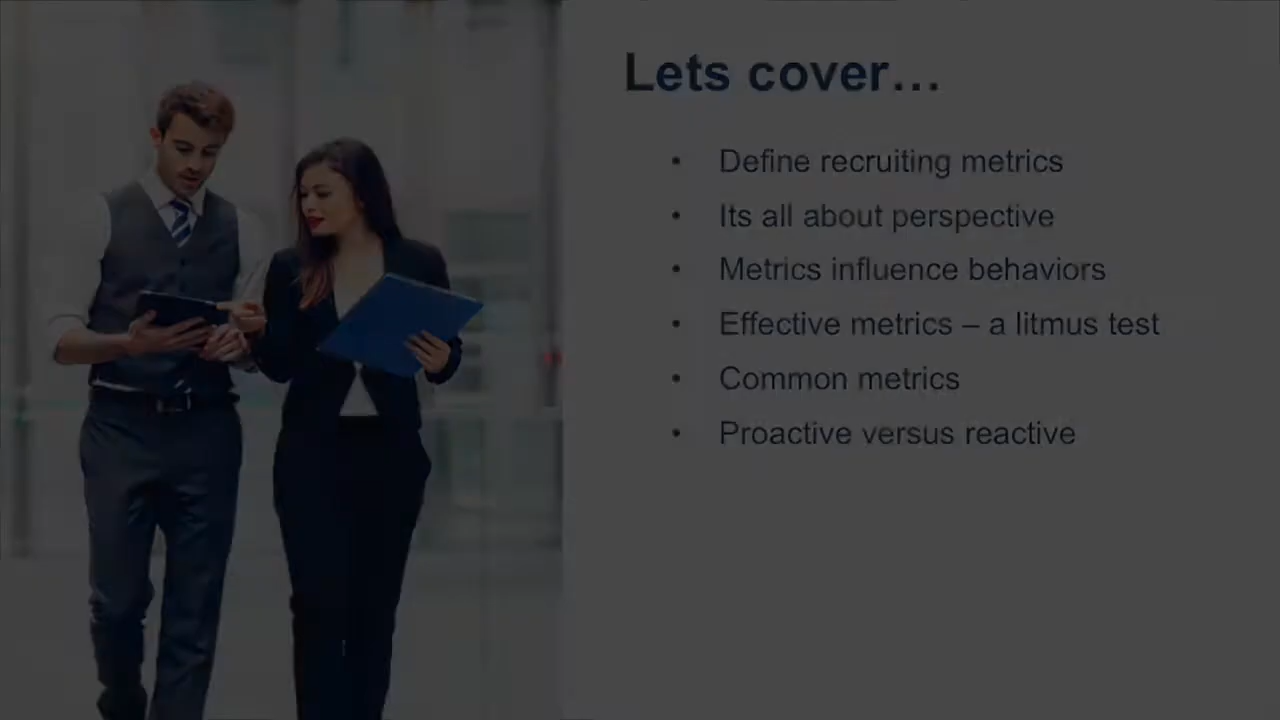 Lets cover…
• Define recruiting metrics
• Its all about perspective
• Metrics influence behaviors
• Effective metrics – a litmus test
• Common metrics
• Proactive versus reactive